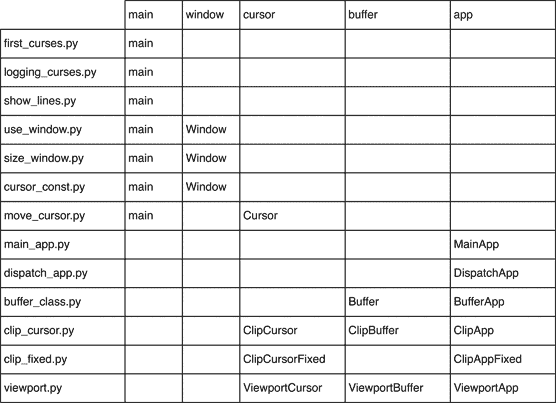 main window cursor buffer app
first_curses.py main
logging_curses.py main
show_lines.py main
use_window.py main Window
size_window.py main Window
cursor_const.py main Window
move_cursor.py main Cursor
main_app.py MainApp
dispatch_app.py DispatchApp
buffer_class.py Buffer BufferApp
clip_cursor.py ClipCursor ClipBuffer ClipApp
clip_fixed.py ClipCursorFixed ClipAppFixed
viewport.py ViewportCursor ViewportBuffer ViewportApp